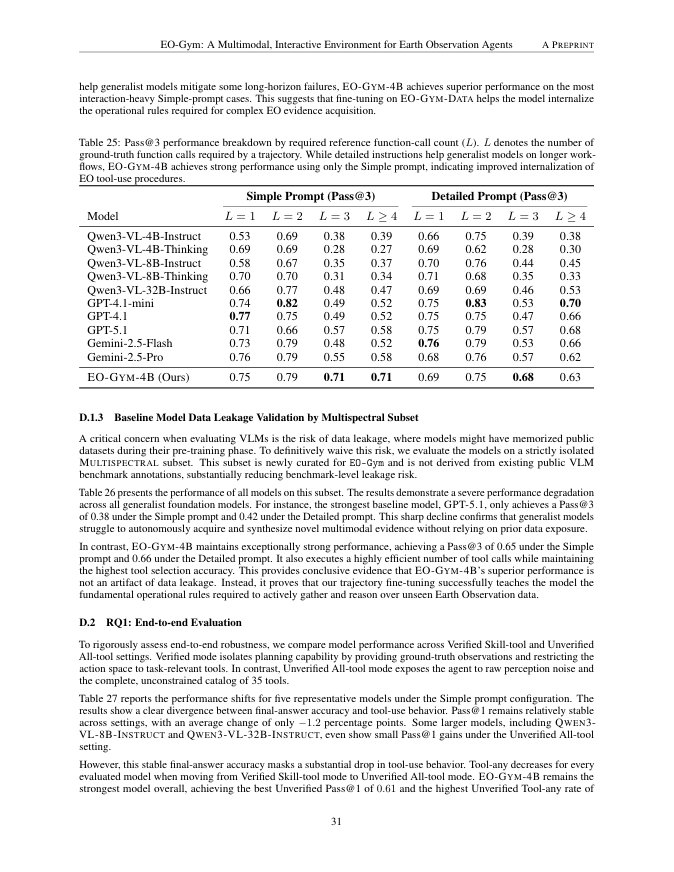 EO-Gym: A Multimodal, Interactive Environment for Earth Observation Agents A PREPRINT
help generalist models mitigate some long-horizon failures, EO-GYM-4B achieves superior performance on the most
interaction-heavy Simple-prompt cases. This suggests that fine-tuning on EO-GYM-DATA helps the model internalize
the operational rules required for complex EO evidence acquisition.
Table 25: Pass@3 performance breakdown by required reference function-call count (L). L denotes the number of
ground-truth function calls required by a trajectory. While detailed instructions help generalist models on longer work-
flows, EO-GYM-4B achieves strong performance using only the Simple prompt, indicating improved internalization of
EO tool-use procedures.
Simple Prompt (Pass@3) Detailed Prompt (Pass@3)
Model L = 1 L = 2 L = 3 L ≥ 4 L = 1 L = 2 L = 3 L ≥ 4
Qwen3-VL-4B-Instruct 0.53 0.69 0.38 0.39 0.66 0.75 0.39 0.38
Qwen3-VL-4B-Thinking 0.69 0.69 0.28 0.27 0.69 0.62 0.28 0.30
Qwen3-VL-8B-Instruct 0.58 0.67 0.35 0.37 0.70 0.76 0.44 0.45
Qwen3-VL-8B-Thinking 0.70 0.70 0.31 0.34 0.71 0.68 0.35 0.33
Qwen3-VL-32B-Instruct 0.66 0.77 0.48 0.47 0.69 0.69 0.46 0.53
GPT-4.1-mini 0.74 0.82 0.49 0.52 0.75 0.83 0.53 0.70
GPT-4.1 0.77 0.75 0.49 0.52 0.75 0.75 0.47 0.66
GPT-5.1 0.71 0.66 0.57 0.58 0.75 0.79 0.57 0.68
Gemini-2.5-Flash 0.73 0.79 0.48 0.52 0.76 0.79 0.53 0.66
Gemini-2.5-Pro 0.76 0.79 0.55 0.58 0.68 0.76 0.57 0.62
EO-GYM-4B (Ours) 0.75 0.79 0.71 0.71 0.69 0.75 0.68 0.63
D.1.3 Baseline Model Data Leakage Validation by Multispectral Subset
A critical concern when evaluating VLMs is the risk of data leakage, where models might have memorized public
datasets during their pre-training phase. To definitively waive this risk, we evaluate the models on a strictly isolated
MULTISPECTRAL subset. This subset is newly curated for EO-Gym and is not derived from existing public VLM
benchmark annotations, substantially reducing benchmark-level leakage risk.
Table 26 presents the performance of all models on this subset. The results demonstrate a severe performance degradation
across all generalist foundation models. For instance, the strongest baseline model, GPT-5.1, only achieves a Pass@3
of 0.38 under the Simple prompt and 0.42 under the Detailed prompt. This sharp decline confirms that generalist models
struggle to autonomously acquire and synthesize novel multimodal evidence without relying on prior data exposure.
In contrast, EO-GYM-4B maintains exceptionally strong performance, achieving a Pass@3 of 0.65 under the Simple
prompt and 0.66 under the Detailed prompt. It also executes a highly efficient number of tool calls while maintaining
the highest tool selection accuracy. This provides conclusive evidence that EO-GYM-4B's superior performance is
not an artifact of data leakage. Instead, it proves that our trajectory fine-tuning successfully teaches the model the
fundamental operational rules required to actively gather and reason over unseen Earth Observation data.
D.2 RQ1: End-to-end Evaluation
To rigorously assess end-to-end robustness, we compare model performance across Verified Skill-tool and Unverified
All-tool settings. Verified mode isolates planning capability by providing ground-truth observations and restricting the
action space to task-relevant tools. In contrast, Unverified All-tool mode exposes the agent to raw perception noise and
the complete, unconstrained catalog of 35 tools.
Table 27 reports the performance shifts for five representative models under the Simple prompt configuration. The
results show a clear divergence between final-answer accuracy and tool-use behavior. Pass@1 remains relatively stable
across settings, with an average change of only −1.2 percentage points. Some larger models, including QWEN3-
VL-8B-INSTRUCT and QWEN3-VL-32B-INSTRUCT, even show small Pass@1 gains under the Unverified All-tool
setting.
However, this stable final-answer accuracy masks a substantial drop in tool-use behavior. Tool-any decreases for every
evaluated model when moving from Verified Skill-tool mode to Unverified All-tool mode. EO-GYM-4B remains the
strongest model overall, achieving the best Unverified Pass@1 of 0.61 and the highest Unverified Tool-any rate of
31